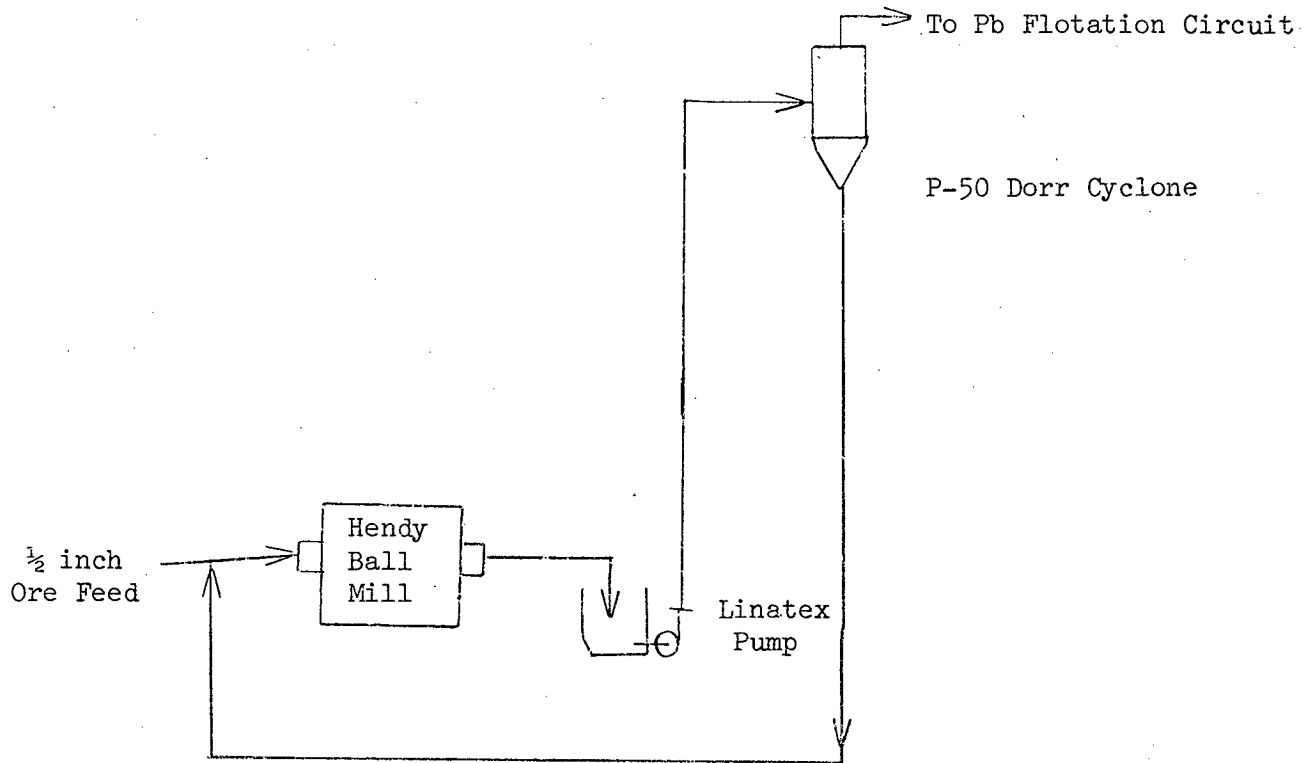 To Pb Flotation Circuit
P-50 Dorr Cyclone
Hendy
Ball
Mill
½ inch
Ore Feed
Linatex
Pump